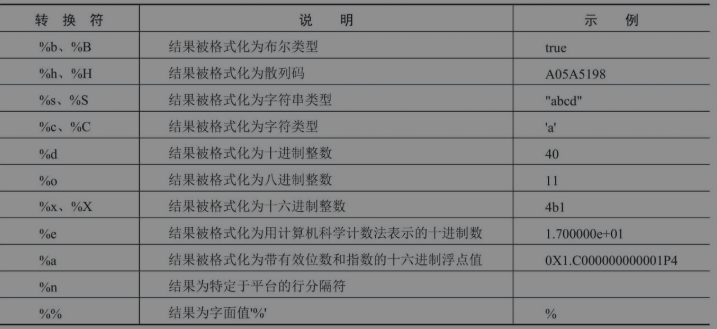 转 换 符 说 明 示 例
%b、%B 结果被格式化为布尔类型 true
%h、%H 结果被格式化为散列码 A05A5198
%s、%S 结果被格式化为字符串类型 "abcd"
%c、%C 结果被格式化为字符类型 'a'
%d 结果被格式化为十进制整数 40
%o 结果被格式化为八进制整数 11
%x、%X 结果被格式化为十六进制整数 4b1
%e 结果被格式化为用计算机科学计数法表示的十进制数 1.700000e+01
%a 结果被格式化为带有效位数和指数的十六进制浮点值 0X1.C000000000001P4
%n 结果为特定于平台的行分隔符
%% 结果为字面值'%' %